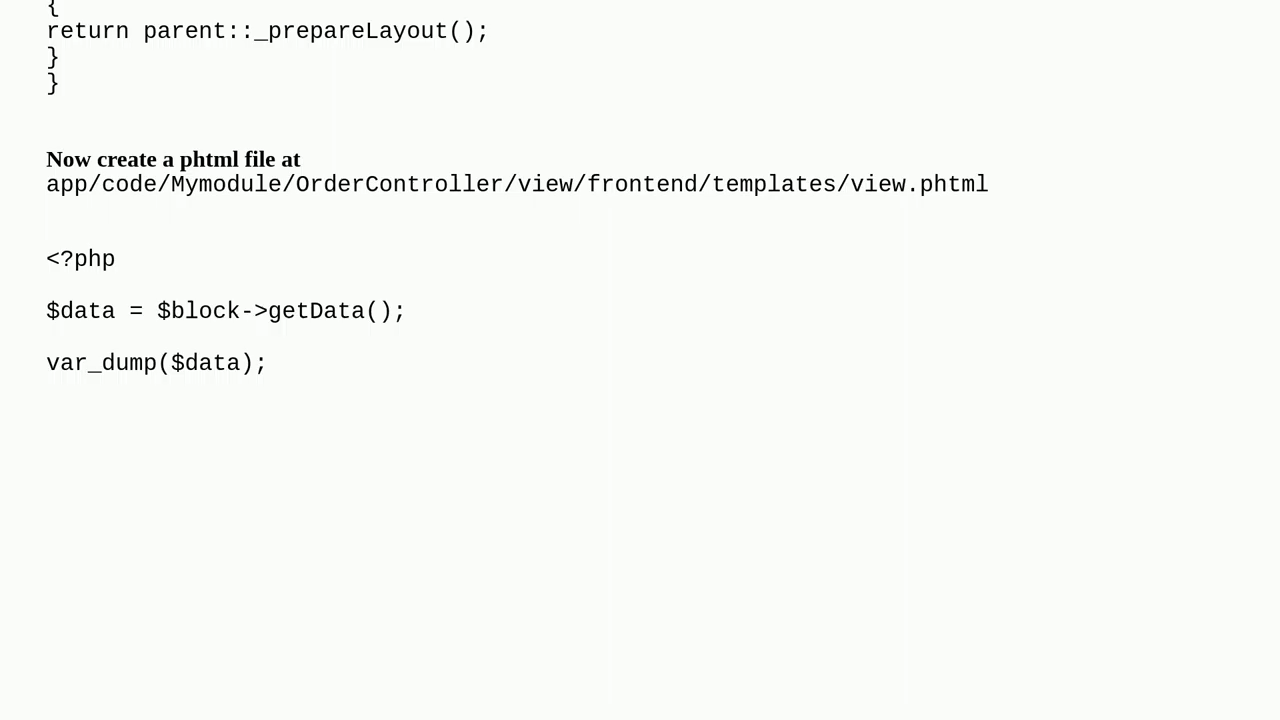 {
return parent::_prepareLayout();
}
}
Now create a phtml file at
app/code/Mymodule/OrderController/view/frontend/templates/view.phtml
<?php
$data = $block->getData();
var_dump($data);